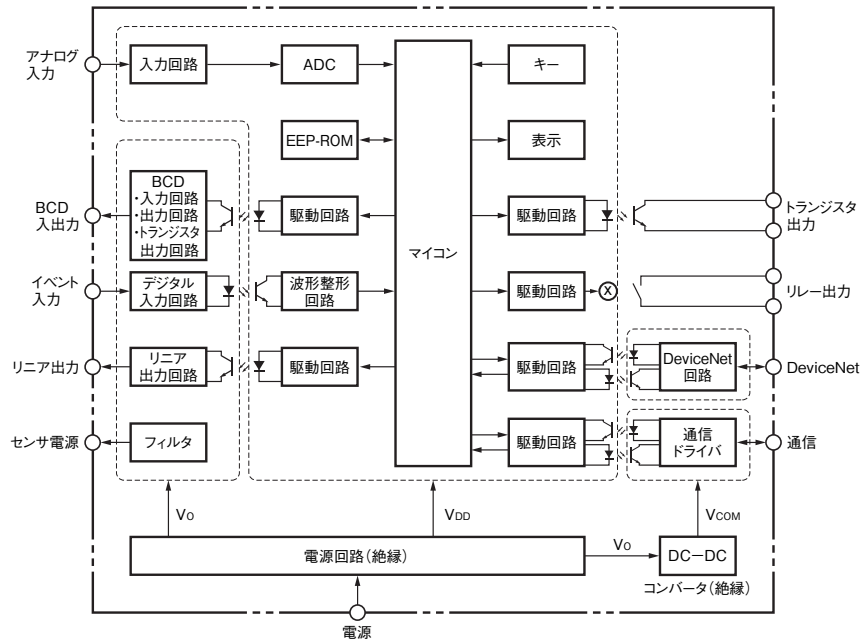 アナログ
入力
入力回路
ADC
マイコン
キー
EEP-ROM
表示
BCD
入出力
BCD
・入力回路
・出力回路
・トランジスタ
出力回路
駆動回路
駆動回路
トランジスタ
出力
イベント
入力
デジタル
入力回路
波形整形
回路
駆動回路
X
リレー出力
リニア出力
リニア
出力回路
駆動回路
駆動回路
DeviceNet
回路
DeviceNet
センサ電源
フィルタ
駆動回路
通信
ドライバ
通信
VO
VDD
VCOM
電源回路（絶縁）
VO
DC－DC
コンバータ（絶縁）
電源